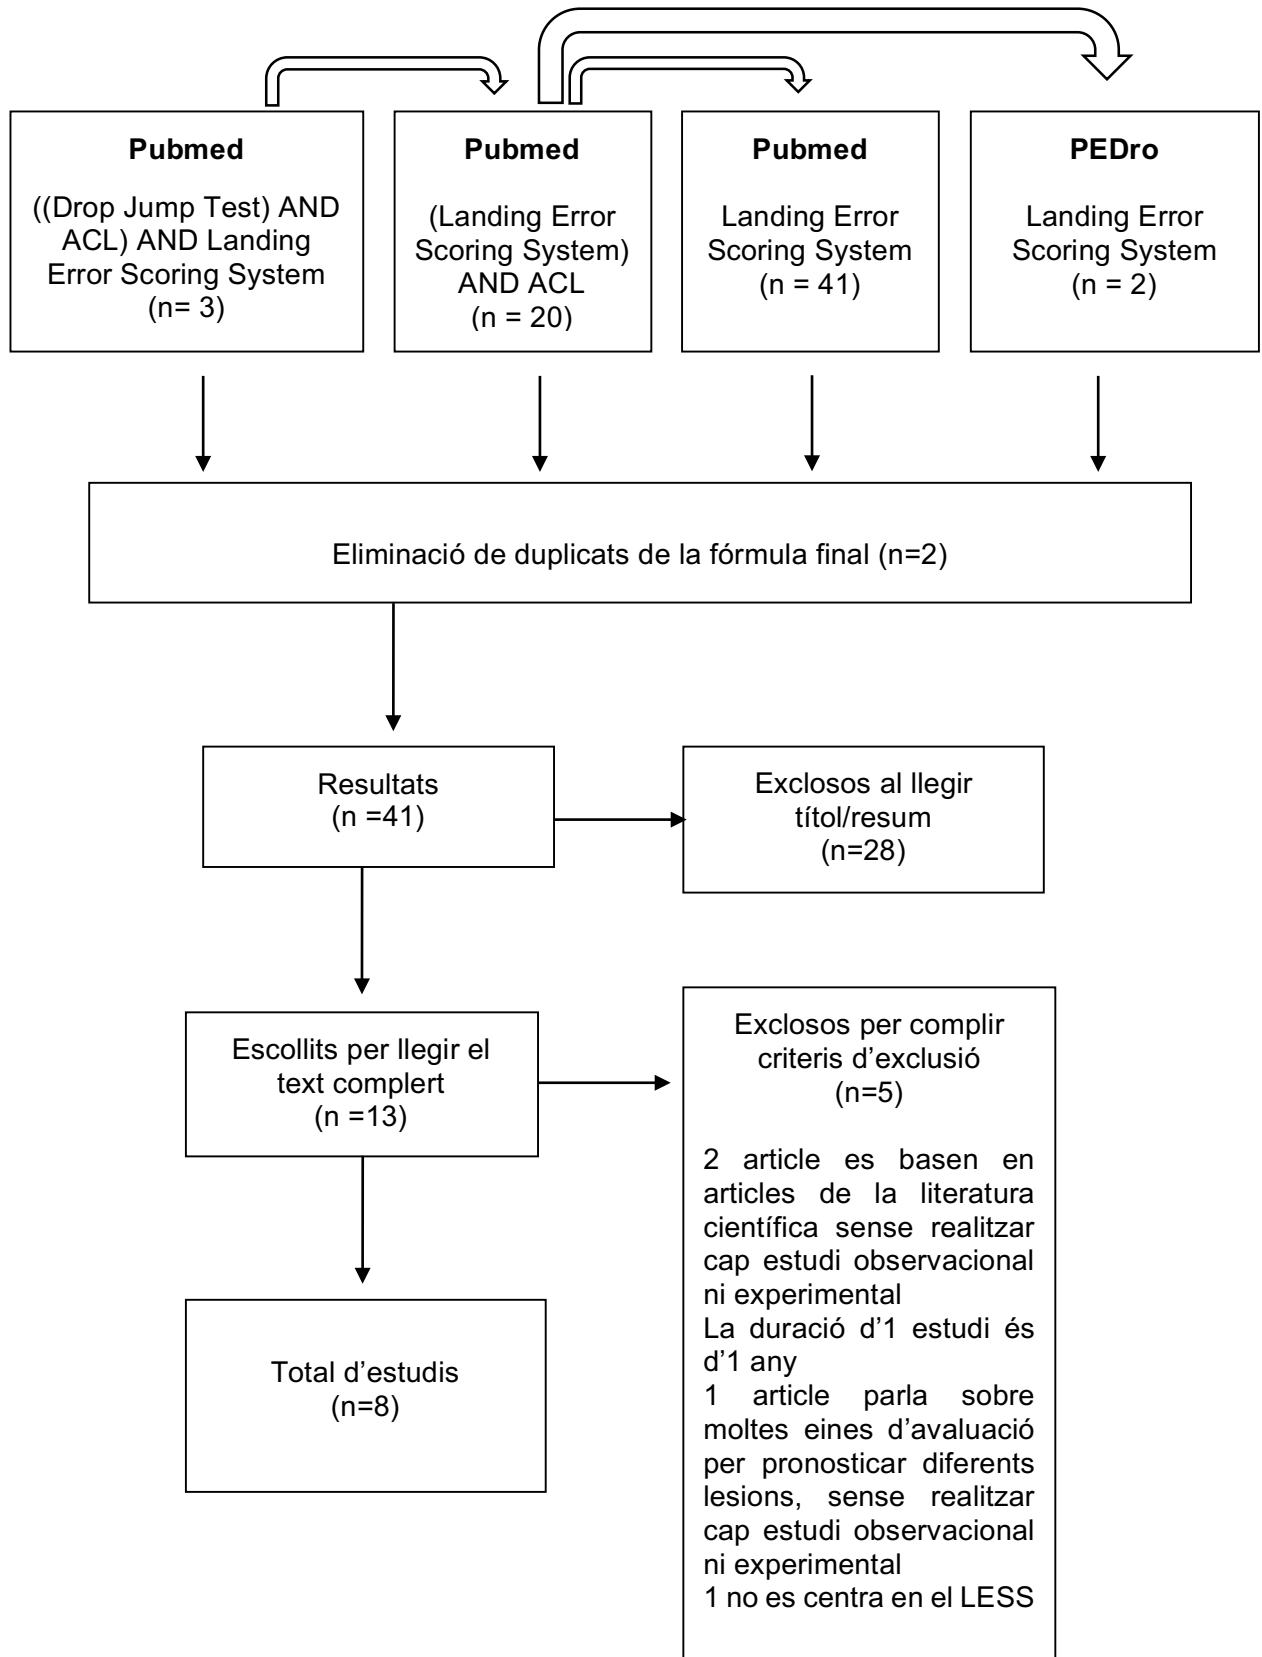 Pubmed
((Drop Jump Test) AND
ACL) AND Landing
Error Scoring System
(n= 3)
Pubmed
(Landing Error
Scoring System)
AND ACL
(n = 20)
Pubmed
Landing Error
Scoring System
(n = 41)
PEDro
Landing Error
Scoring System
(n = 2)
Eliminació de duplicats de la fórmula final (n=2)
Resultats
(n =41)
Exclosos al llegir
títol/resum
(n=28)
Escollits per llegir el
text complert
(n =13)
Exclosos per complir
criteris d’exclusió
(n=5)
2 article es basen en
articles de la literatura
científica sense realitzar
cap estudi observacional
ni experimental
La duració d’1 estudi és
d’1 any
1 article parla sobre
moltes eines d’avaluació
per pronosticar diferents
lesions, sense realitzar
cap estudi observacional
ni experimental
1 no es centra en el LESS
Total d’estudis
(n=8)